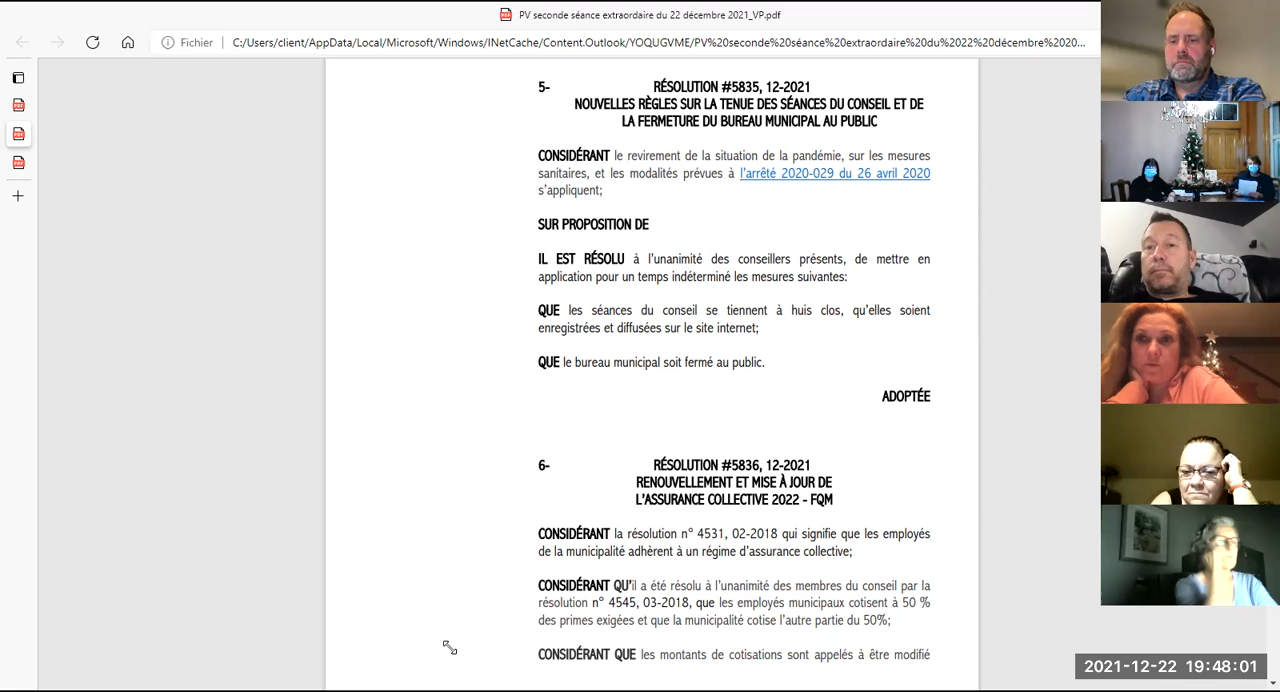 PV seconde séance extraordaire du 22 décembre 2021_VP.pdf
Fichier
C:/Users/client/AppData/Local/Microsoft/Windows/INetCache/Content.Outlook/YOQUGVME/PV%20seconde%20séance%20extraordaire%20du%2022%20décembre%2020...
5- RÉSOLUTION #5835, 12-2021
NOUVELLES RÈGLES SUR LA TENUE DES SÉANCES DU CONSEIL ET DE
LA FERMETURE DU BUREAU MUNICIPAL AU PUBLIC
CONSIDÉRANT le revirement de la situation de la pandémie, sur les mesures
sanitaires, et les modalités prévues à l'arrêté 2020-029 du 26 avril 2020
s'appliquent;
SUR PROPOSITION DE
IL EST RÉSOLU à l'unanimité des conseillers présents, de mettre en
application pour un temps indéterminé les mesures suivantes:
QUE les séances du conseil se tiennent à huis clos, qu'elles soient
enregistrées et diffusées sur le site internet;
QUE le bureau municipal soit fermé au public.
ADOPTÉE
6- RÉSOLUTION #5836, 12-2021
RENOUVELLEMENT ET MISE À JOUR DE
L'ASSURANCE COLLECTIVE 2022 - FQM
CONSIDÉRANT la résolution n° 4531, 02-2018 qui signifie que les employés
de la municipalité adhèrent à un régime d'assurance collective;
CONSIDÉRANT QU'il a été résolu à l'unanimité des membres du conseil par la
résolution n° 4545, 03-2018, que les employés municipaux cotisent à 50 %
des primes exigées et que la municipalité cotise l'autre partie du 50%;
CONSIDÉRANT QUE les montants de cotisations sont appelés à être modifié
2021-12-22 19:48:01